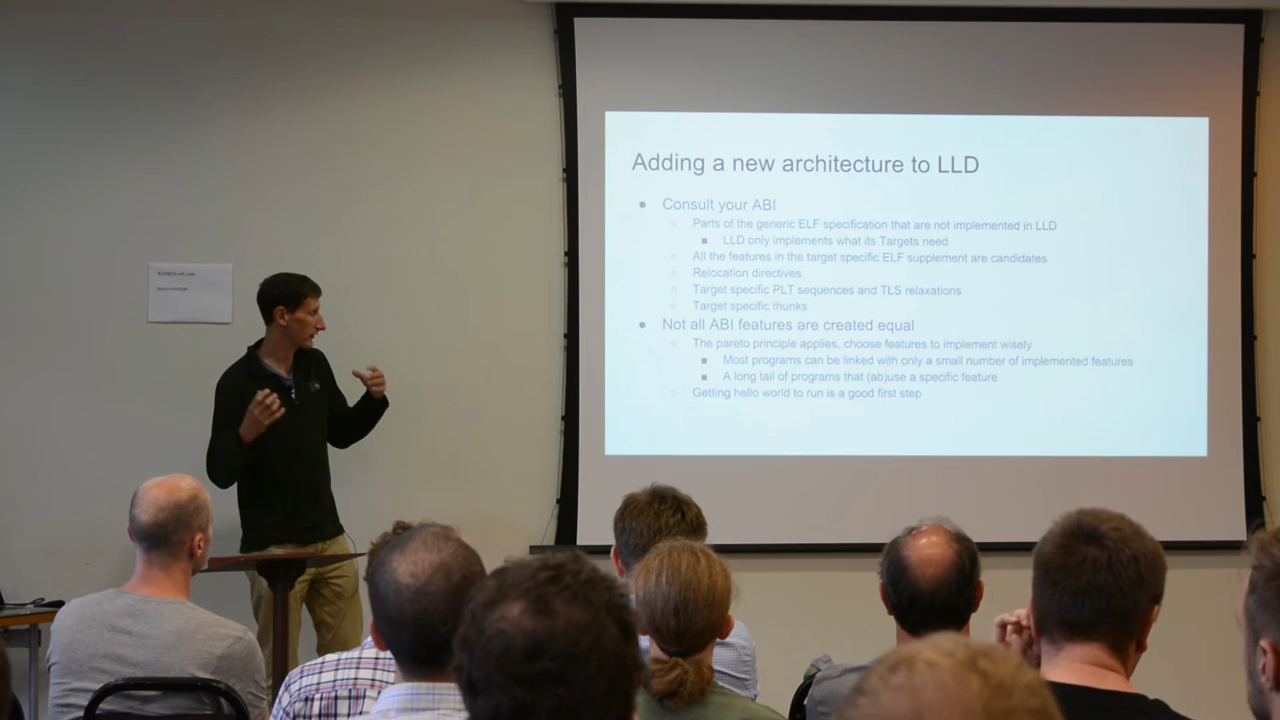 Adding a new architecture to LLD
● Consult your ABI
○ Parts of the generic ELF specification that are not implemented in LLD
■ LLD only implements what its Targets need
○ All the features in the target specific ELF supplement are candidates
○ Relocation directives
○ Target specific PLT sequences and TLS relaxations
○ Target specific thunks
● Not all ABI features are created equal
○ The pareto principle applies, choose features to implement wisely
■ Most programs can be linked with only a small number of implemented features
■ A long tail of programs that (ab)use a specific feature
○ Getting hello world to run is a good first step